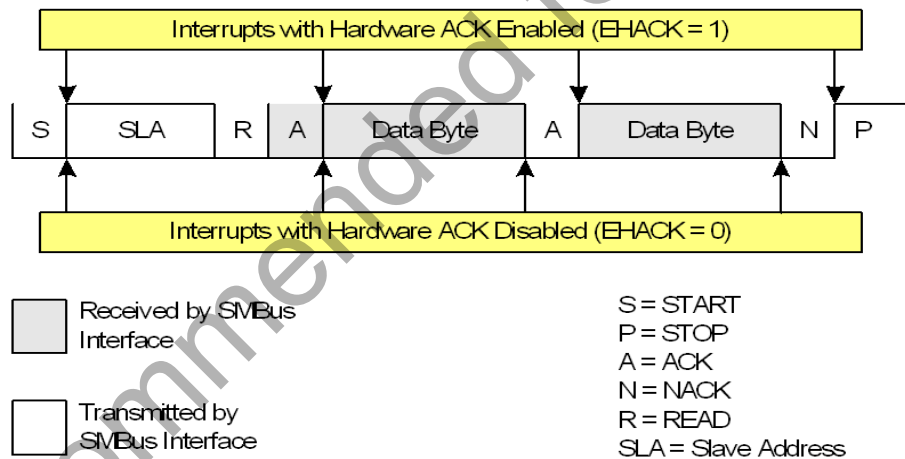 Interrupts with Hardware ACK Enabled (EHACK = 1)
S SLA R A Data Byte A Data Byte N P
Interrupts with Hardware ACK Disabled (EHACK = 0)
Received by SMBus
Interface
Transmitted by
SMBus Interface
S = START
P = STOP
A = ACK
N = NACK
R = READ
SLA = Slave Address